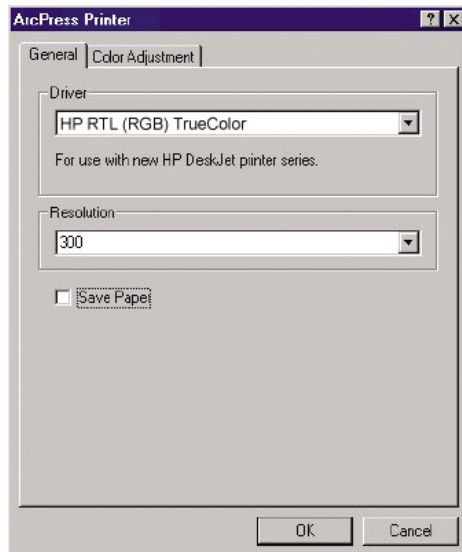 ArcPress Printer
General
Color Adjustment
Driver
HP RTL (RGB) TrueColor
For use with new HP DeskJet printer series.
Resolution
300
Save Paper
OK
Cancel